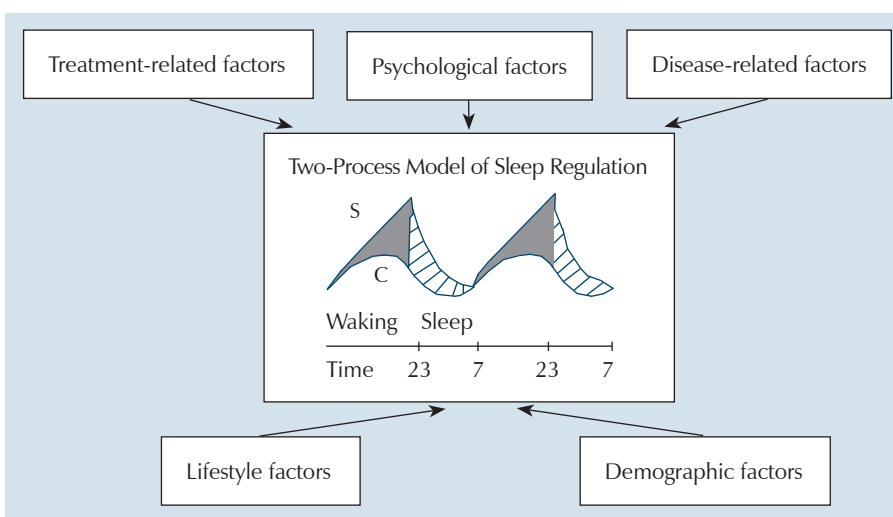 Treatment-related factors
Psychological factors
Disease-related factors
Two-Process Model of Sleep Regulation
S
C
Waking Sleep
Time 23 7 23 7
Lifestyle factors
Demographic factors